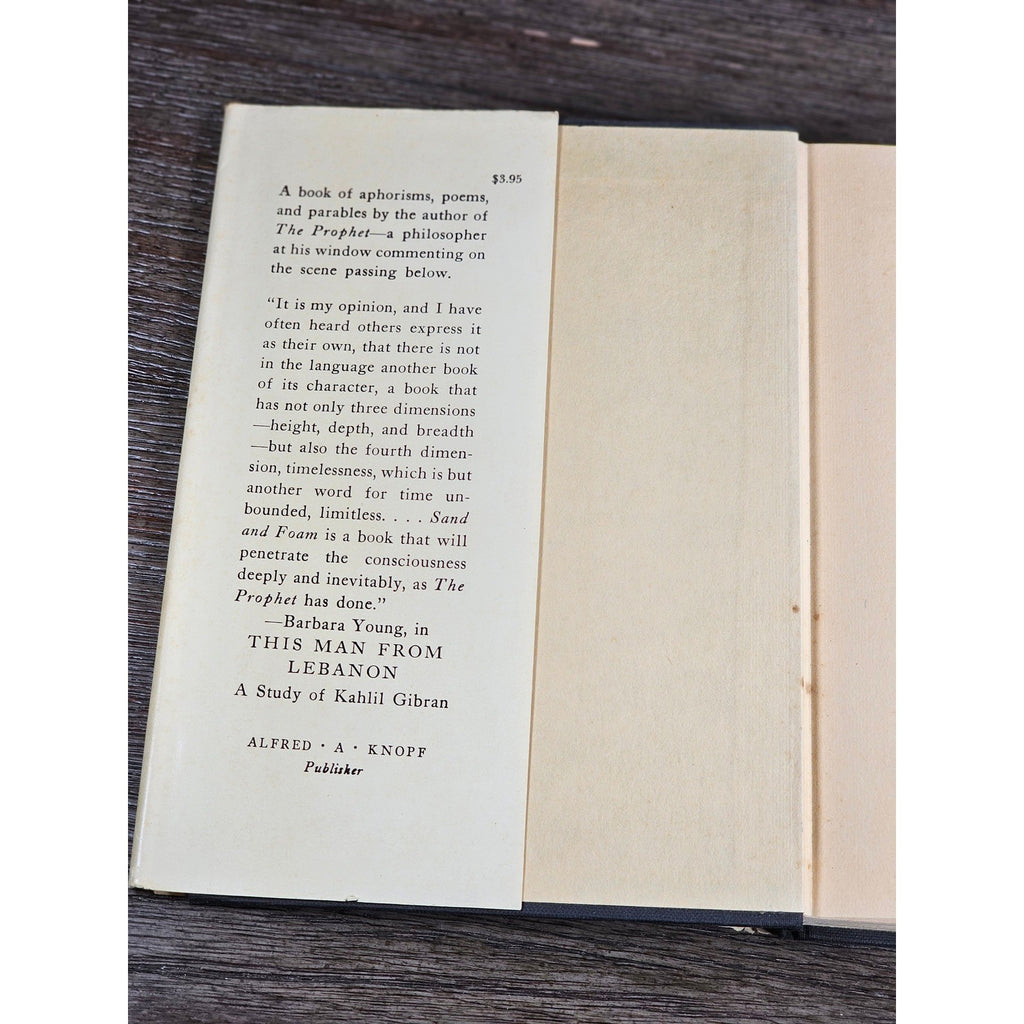 $3.95
A book of aphorisms, poems,
and parables by the author of
The Prophet—a philosopher
at his window commenting on
the scene passing below.
“It is my opinion, and I have
often heard others express it
as their own, that there is not
in the language another book
of its character, a book that
has not only three dimensions
—height, depth, and breadth
—but also the fourth dimen-
sion, timelessness, which is but
another word for time un-
bounded, limitless. . . . Sand
and Foam is a book that will
penetrate the consciousness
deeply and inevitably, as The
Prophet has done.”
—Barbara Young, in
THIS MAN FROM
LEBANON
A Study of Kahlil Gibran
ALFRED · A · KNOPF
Publisher